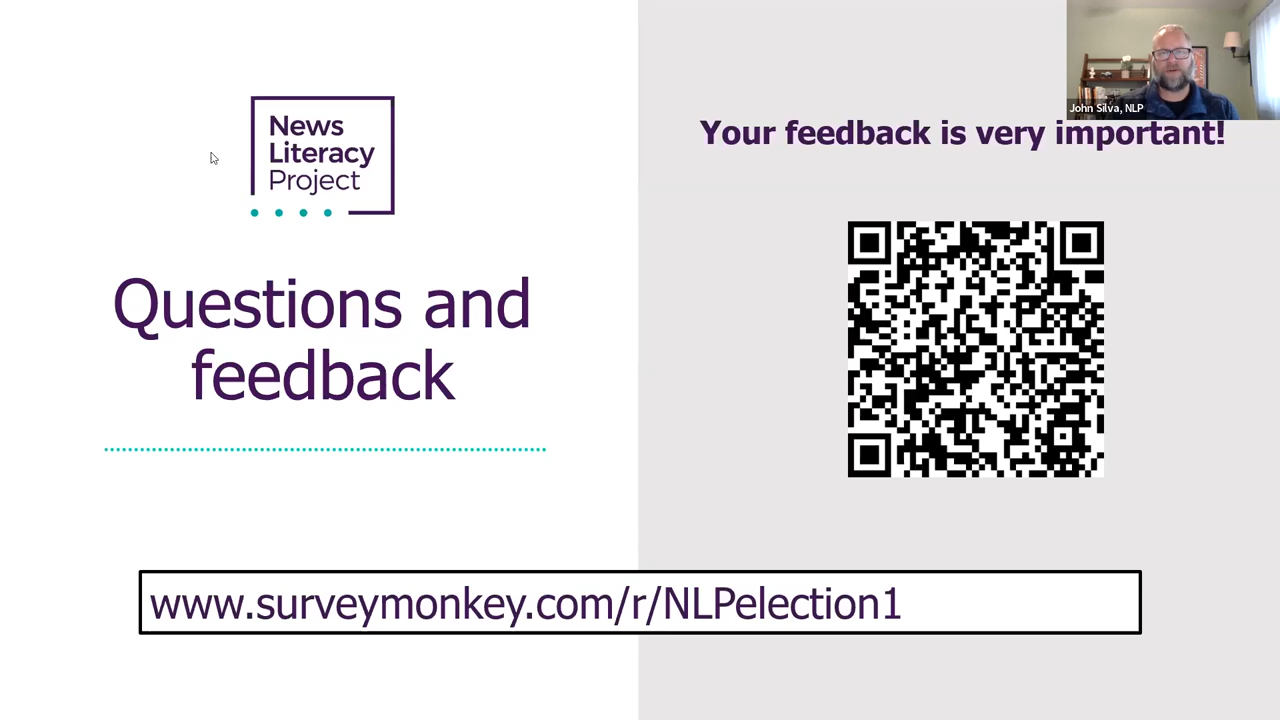 News
Literacy
Project
Questions and
feedback
John Silva, NLP
Your feedback is very important!
www.surveymonkey.com/r/NLPelection1